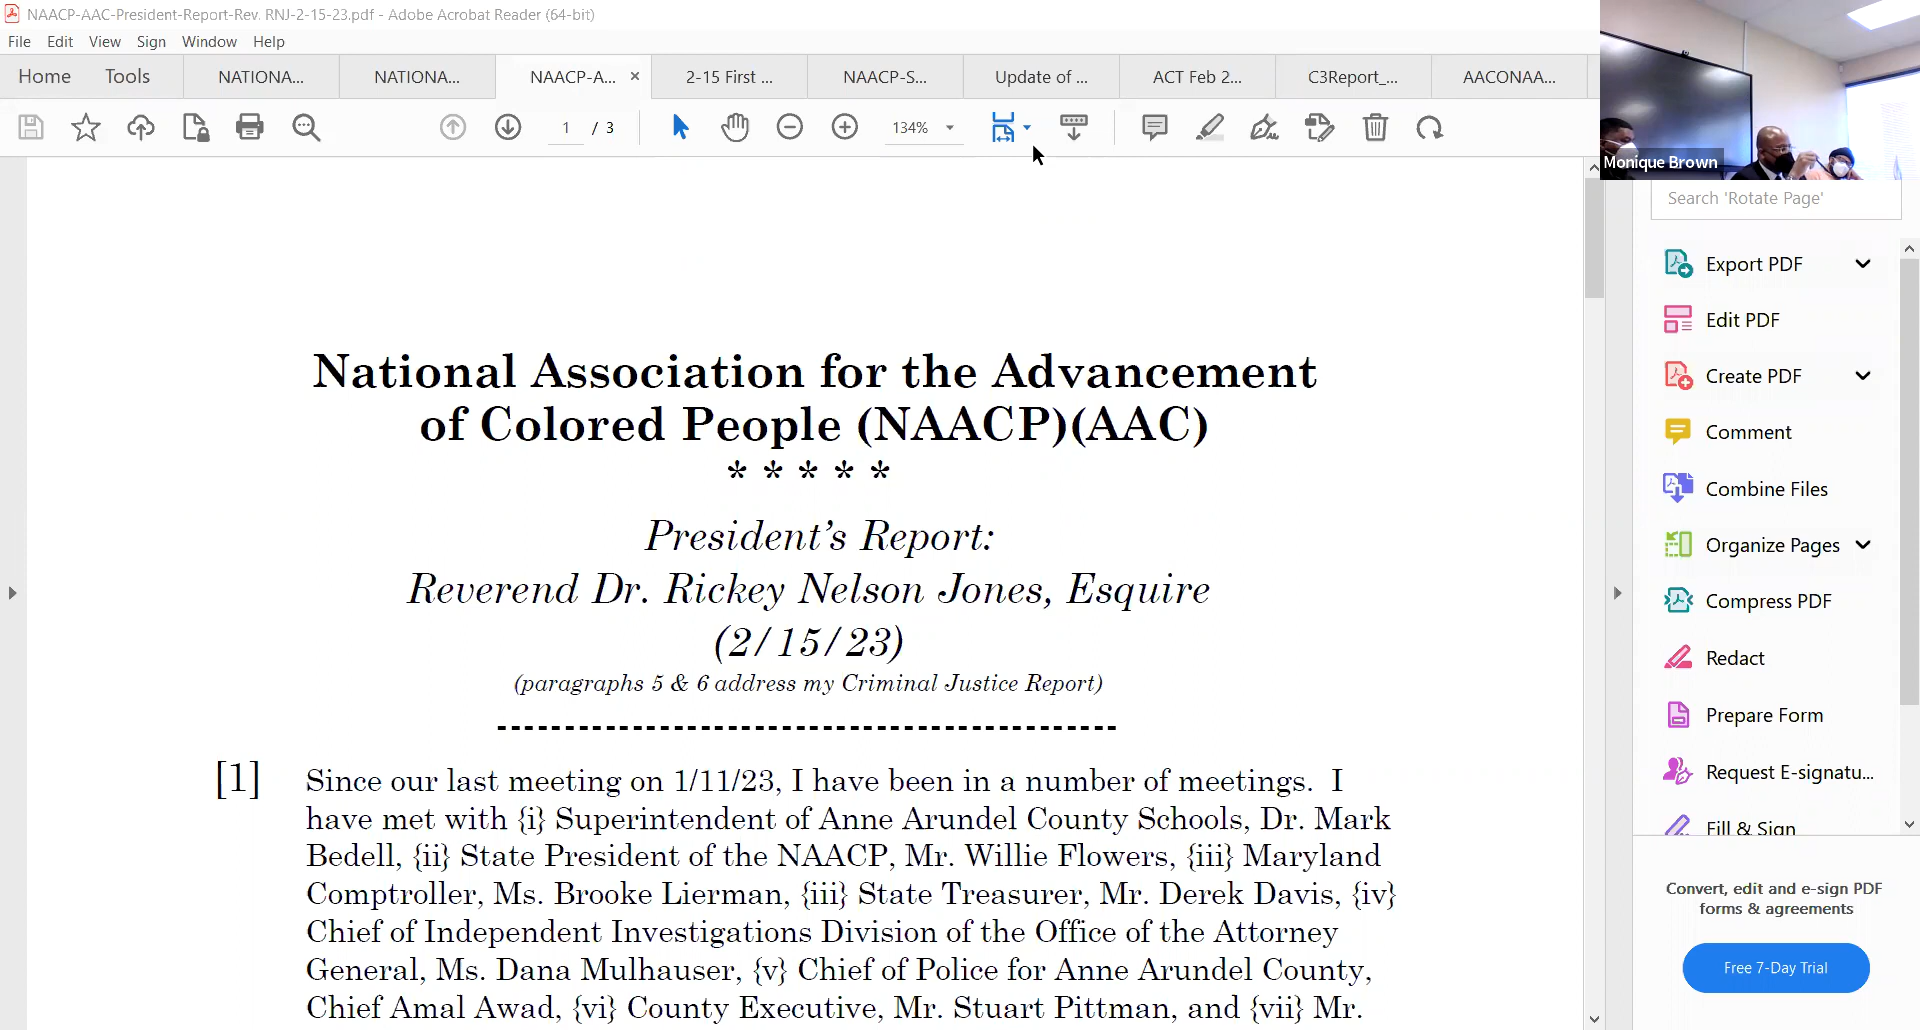 NAACP-AAC-President-Report-Rev. RNJ-2-15-23.pdf - Adobe Acrobat Reader (64-bit)
File Edit View Sign Window Help
Home Tools NATIONA... NATIONA... NAACP-A... × 2-15 First ... NAACP-S... Update of ... ACT Feb 2... C3Report_... AACONAA...
1 / 3 134%
Monique Brown
Search 'Rotate Page'
Export PDF
Edit PDF
Create PDF
Comment
Combine Files
Organize Pages
Compress PDF
Redact
Prepare Form
Request E-signatu...
Fill & Sign
Convert, edit and e-sign PDF
forms & agreements
Free 7-Day Trial
National Association for the Advancement
of Colored People (NAACP)(AAC)
* * * * *
President's Report:
Reverend Dr. Rickey Nelson Jones, Esquire
(2/15/23)
(paragraphs 5 & 6 address my Criminal Justice Report)
----------------------------------------------
[1] Since our last meeting on 1/11/23, I have been in a number of meetings. I
have met with {i} Superintendent of Anne Arundel County Schools, Dr. Mark
Bedell, {ii} State President of the NAACP, Mr. Willie Flowers, {iii} Maryland
Comptroller, Ms. Brooke Lierman, {iii} State Treasurer, Mr. Derek Davis, {iv}
Chief of Independent Investigations Division of the Office of the Attorney
General, Ms. Dana Mulhauser, {v} Chief of Police for Anne Arundel County,
Chief Amal Awad, {vi} County Executive, Mr. Stuart Pittman, and {vii} Mr.